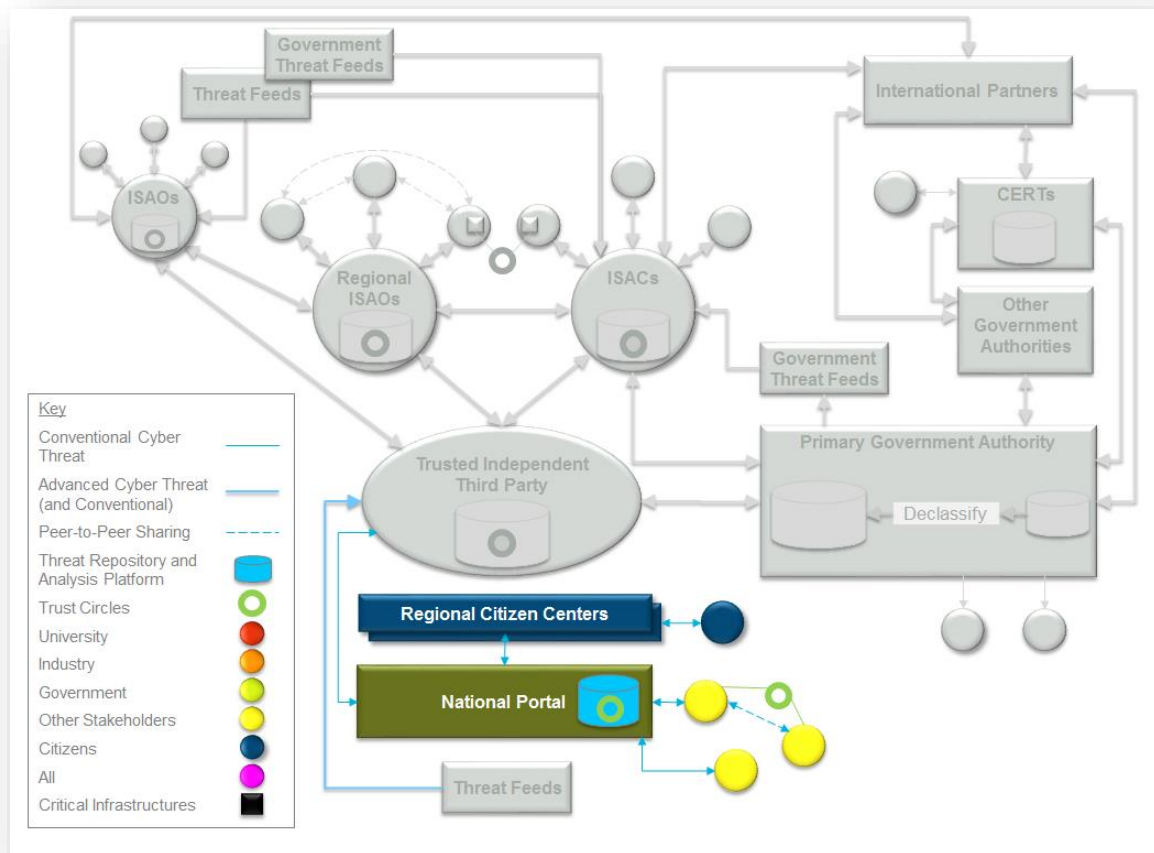 Government
Threat Feeds
Threat Feeds
International Partners
ISAOs
CERTs
Regional
ISAOs
ISACs
Other
Government
Authorities
Government
Threat Feeds
Primary Government Authority
Declassify
Trusted Independent
Third Party
Regional Citizen Centers
National Portal
Threat Feeds
Key
Conventional Cyber
Threat
Advanced Cyber Threat
(and Conventional)
Peer-to-Peer Sharing
Threat Repository and
Analysis Platform
Trust Circles
University
Industry
Government
Other Stakeholders
Citizens
All
Critical Infrastructures